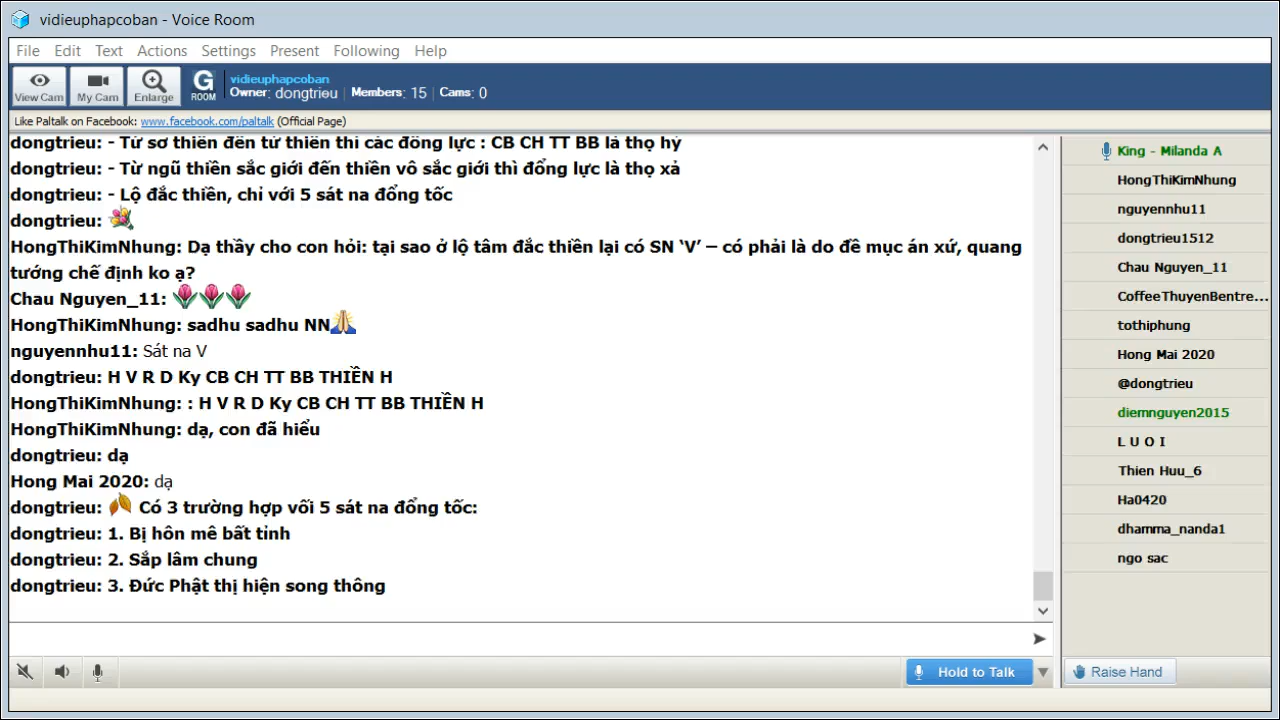 vidieuphapcoban - Voice Room
File Edit Text Actions Settings Present Following Help
View Cam My Cam Enlarge G ROOM vidieuphapcoban
Owner: dongtrieu Members: 15 Cams: 0
Like Paltalk on Facebook: www.facebook.com/paltalk (Official Page)
dongtrieu: - Từ sơ thiền đến tứ thiền thì các đổng lực : CB CH TT BB là thọ hỷ
dongtrieu: - Từ ngũ thiền sắc giới đến thiền vô sắc giới thì đổng lực là thọ xả
dongtrieu: - Lộ đắc thiền, chỉ với 5 sát na đổng tốc
dongtrieu:
HongThiKimNhung: Dạ thầy cho con hỏi: tại sao ở lộ tâm đắc thiền lại có SN ‘V’ – có phải là do đề mục án xứ, quang
tướng chế định ko ạ?
Chau Nguyen_11:
HongThiKimNhung: sadhu sadhu NN
nguyennhu11: Sát na V
dongtrieu: H V R D Ky CB CH TT BB THIỀN H
HongThiKimNhung: : H V R D Ky CB CH TT BB THIỀN H
HongThiKimNhung: dạ, con đã hiểu
dongtrieu: dạ
Hong Mai 2020: dạ
dongtrieu: Có 3 trường hợp vối 5 sát na đổng tốc:
dongtrieu: 1. Bị hôn mê bất tỉnh
dongtrieu: 2. Sắp lâm chung
dongtrieu: 3. Đức Phật thị hiện song thông
King - Milanda A
HongThiKimNhung
nguyennhu11
dongtrieu1512
Chau Nguyen_11
CoffeeThuyenBentre...
tothiphung
Hong Mai 2020
@dongtrieu
diemnguyen2015
L U O I
Thien Huu_6
Ha0420
dhamma_nanda1
ngo sac
Hold to Talk
Raise Hand